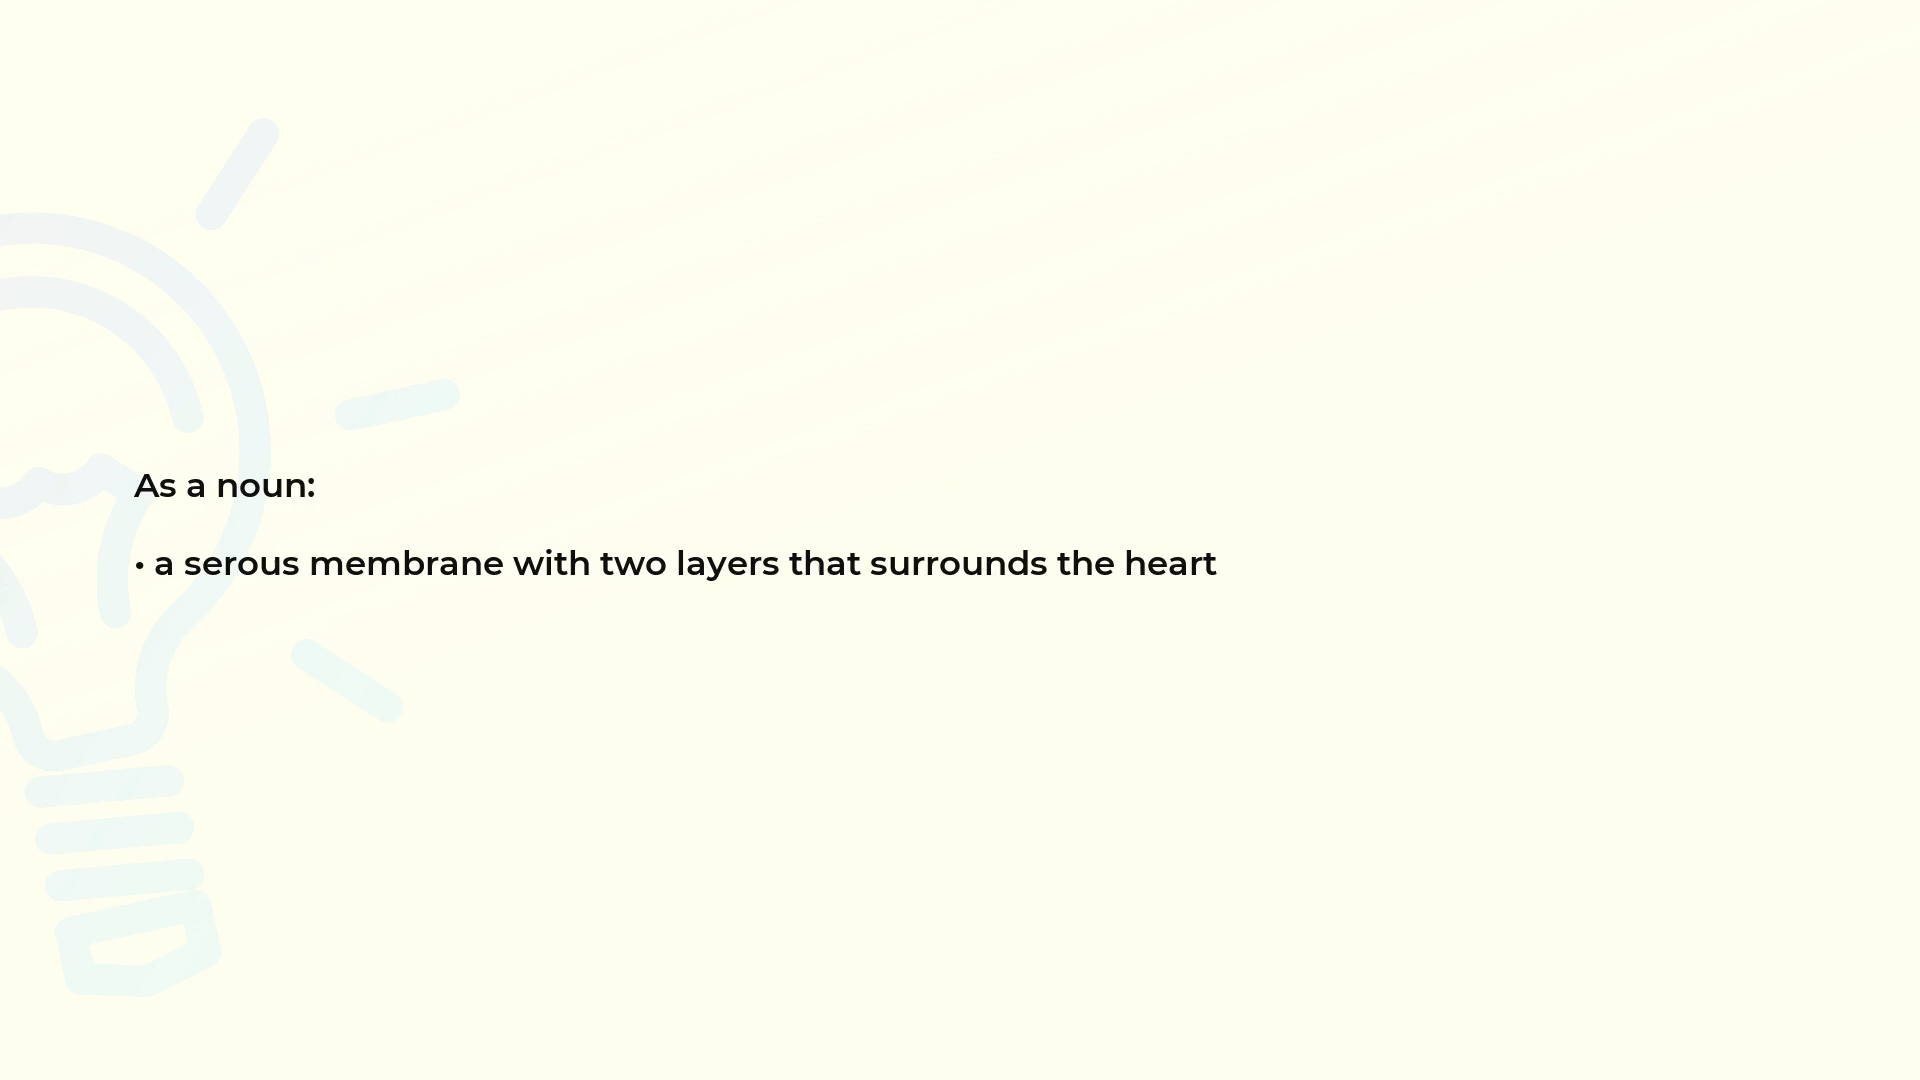 As a noun:
• a serous membrane with two layers that surrounds the heart